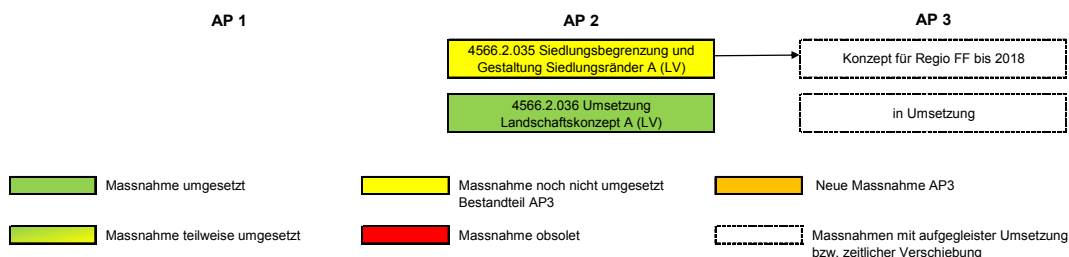 AP 1
AP 2
AP 3
4566.2.035 Siedlungsbegrenzung und
Gestaltung Siedlungsränder A (LV)
Konzept für Regio FF bis 2018
4566.2.036 Umsetzung
Landschaftskonzept A (LV)
in Umsetzung
Massnahme umgesetzt
Massnahme noch nicht umgesetzt
Bestandteil AP3
Neue Massnahme AP3
Massnahme teilweise umgesetzt
Massnahme obsolet
Massnahmen mit aufgegleister Umsetzung
bzw. zeitlicher Verschiebung